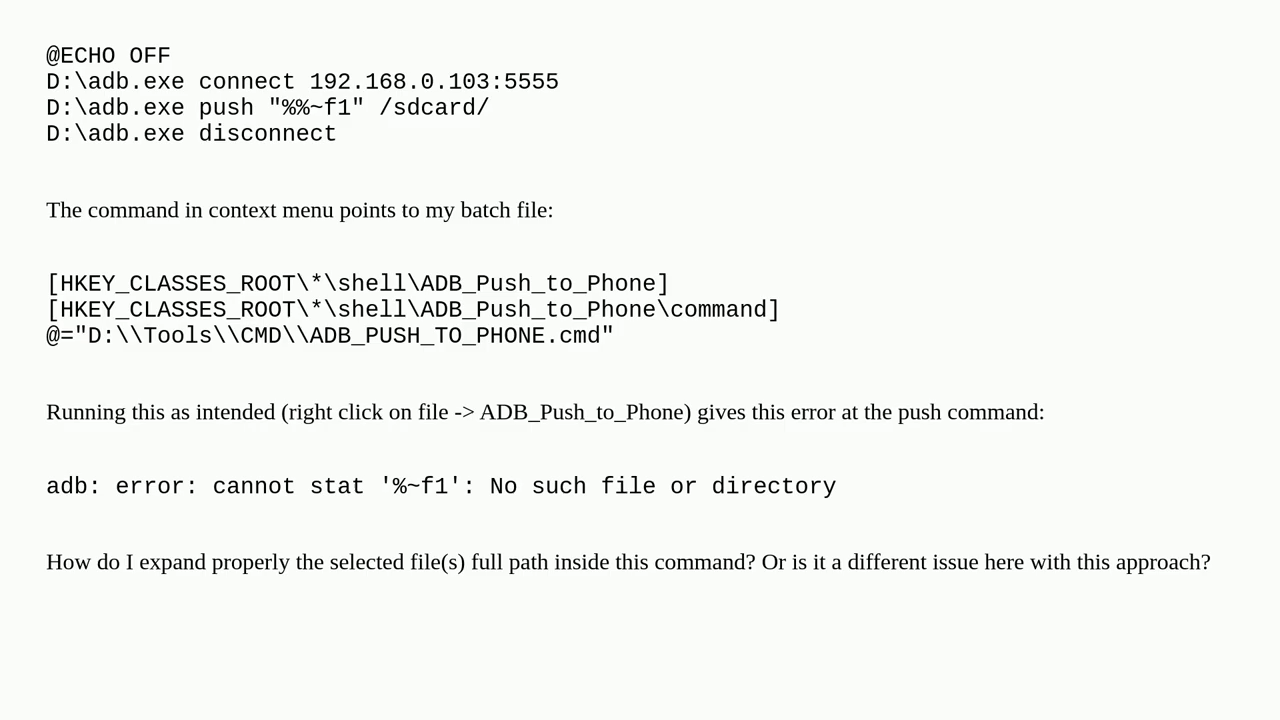 @ECHO OFF
D:\adb.exe connect 192.168.0.103:5555
D:\adb.exe push "%%~f1" /sdcard/
D:\adb.exe disconnect
The command in context menu points to my batch file:
[HKEY_CLASSES_ROOT\*\shell\ADB_Push_to_Phone]
[HKEY_CLASSES_ROOT\*\shell\ADB_Push_to_Phone\command]
@="D:\\Tools\\CMD\\ADB_PUSH_TO_PHONE.cmd"
Running this as intended (right click on file -> ADB_Push_to_Phone) gives this error at the push command:
adb: error: cannot stat '%~f1': No such file or directory
How do I expand properly the selected file(s) full path inside this command? Or is it a different issue here with this approach?